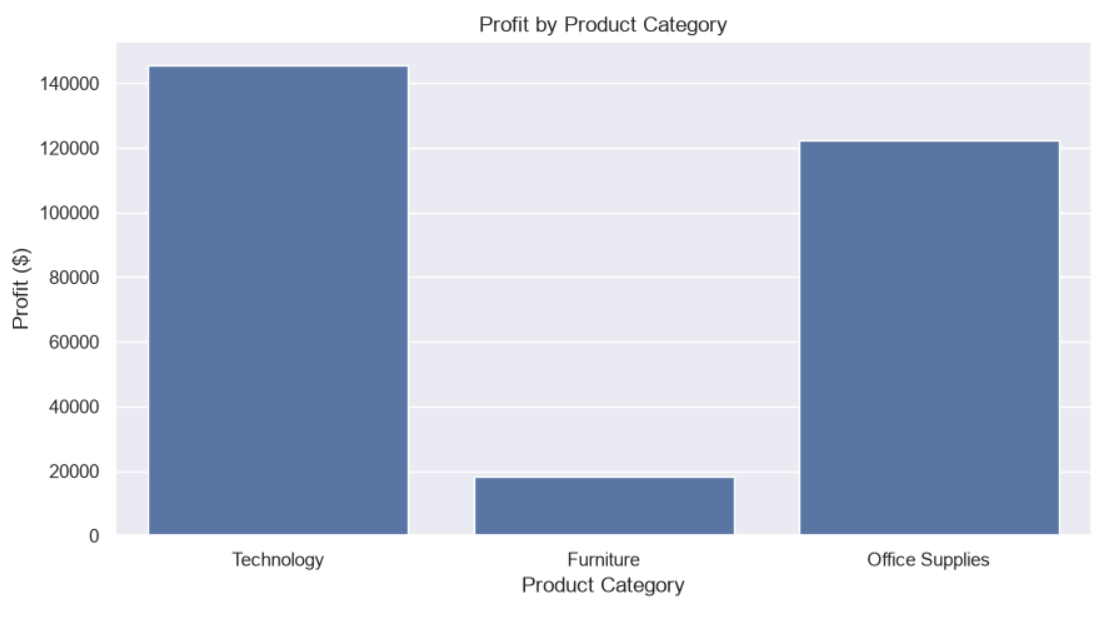 Profit by Product Category
Profit ($)
140000
120000
100000
80000
60000
40000
20000
0
Technology
Furniture
Office Supplies
Product Category